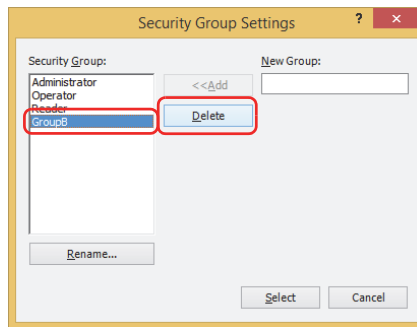 Security Group Settings
?
×
Security Group:
New Group:
Administrator
Operator
Reader
GroupB
<<Add
Delete
Rename...
Select
Cancel